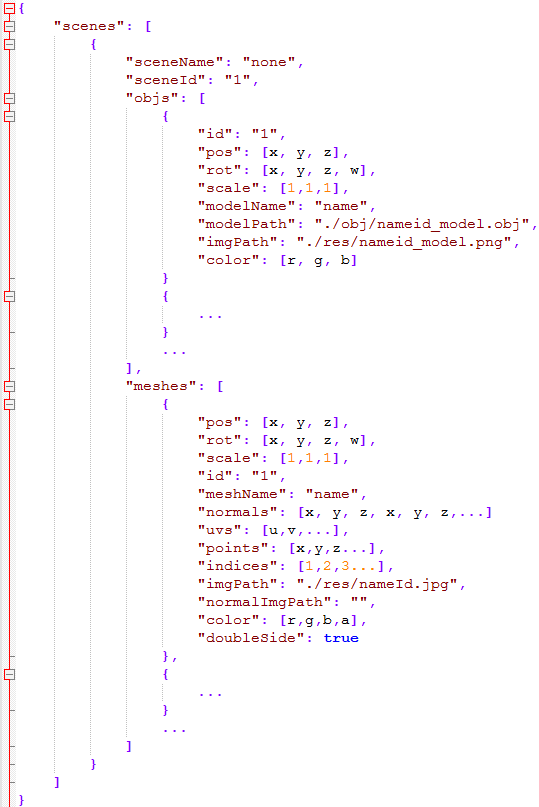 {
"scenes": [
{
"sceneName": "none",
"sceneId": "1",
"objs": [
{
"id": "1",
"pos": [x, y, z],
"rot": [x, y, z, w],
"scale": [1,1,1],
"modelName": "name",
"modelPath": "./obj/nameid_model.obj",
"imgPath": "./res/nameid_model.png",
"color": [r, g, b]
}
{
...
}
...
],
"meshes": [
{
"pos": [x, y, z],
"rot": [x, y, z, w],
"scale": [1,1,1],
"id": "1",
"meshName": "name",
"normals": [x, y, z, x, y, z,...]
"uvs": [u,v,...],
"points": [x,y,z...],
"indices": [1,2,3...],
"imgPath": "./res/nameId.jpg",
"normalImgPath": "",
"color": [r,g,b,a],
"doubleSide": true
},
{
...
}
...
]
}
]
}